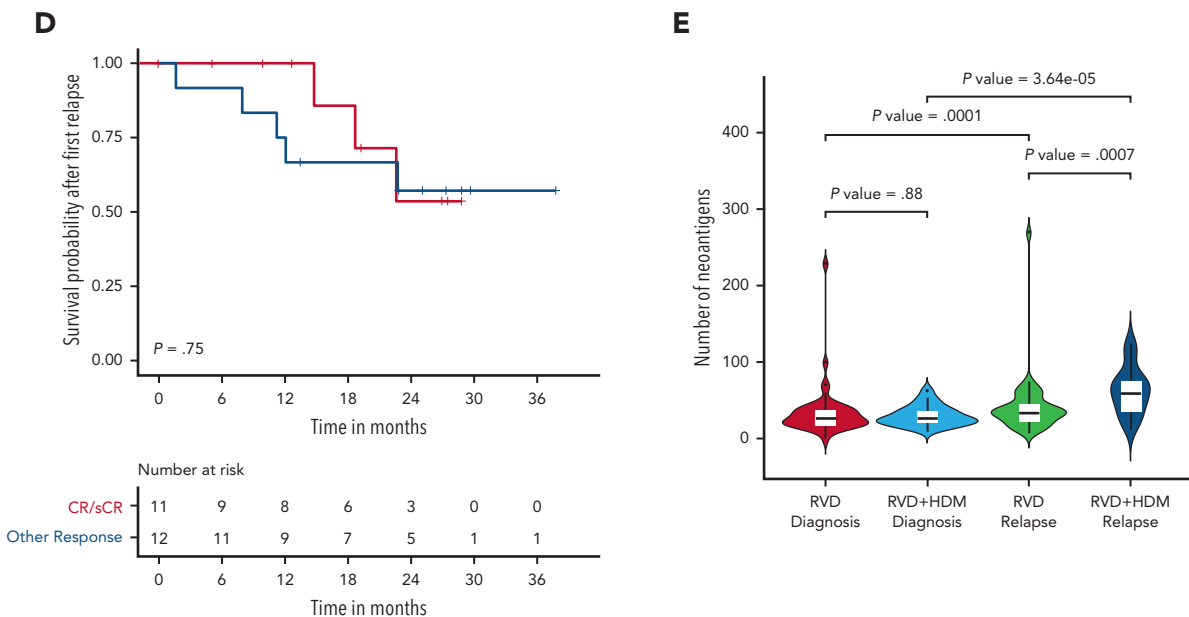 D
Survival probability after first relapse
1.00
0.75
0.50
0.25
0.00
P = .75
0 6 12 18 24 30 36
Time in months
Number at risk
CR/sCR 11 9 8 6 3 0 0
Other Response 12 11 9 7 5 1 1
0 6 12 18 24 30 36
Time in months
E
Number of neoantigens
400
300
200
100
0
P value = 3.64e-05
P value = .0001
P value = .0007
P value = .88
RVD
Diagnosis
RVD+HDM
Diagnosis
RVD
Relapse
RVD+HDM
Relapse